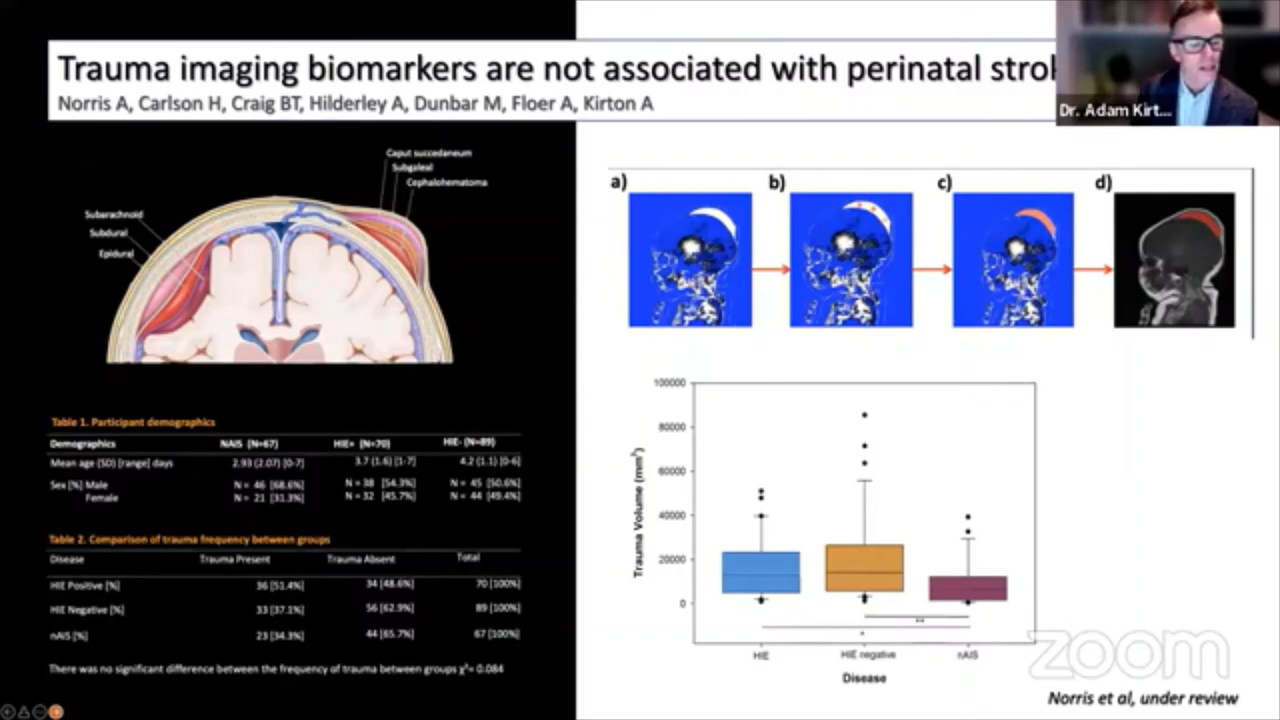 Trauma imaging biomarkers are not associated with perinatal
Norris A, Carlson H, Craig BT, Hilderley A, Dunbar M, Floer A, Kirton A
Dr. Adam Kirt...
Caput succedaneum
Subgaleal
Cephalohematoma
Subarachnoid
Subdural
Epidural
a) b) c) d)
Table 1. Participant demographics
Demographics NAIS (N=67) HIE+ (N=70) HIE- (N=89)
Mean age (SD) [range] days 2.93 (2.07) [0-7] 3.7 (1.6) [1-7] 4.2 (1.1) [0-6]
Sex [%] Male N = 46 [68.6%] N = 38 [54.3%] N = 45 [50.6%]
Female N = 21 [31.3%] N = 32 [45.7%] N = 44 [49.4%]
Table 2. Comparison of trauma frequency between groups
Disease Trauma Present Trauma Absent Total
HIE Positive [%] 36 [51.4%] 34 [48.6%] 70 [100%]
HIE Negative [%] 33 [37.1%] 56 [62.9%] 89 [100%]
nAIS [%] 23 [34.3%] 44 [65.7%] 67 [100%]
There was no significant difference between the frequency of trauma between groups χ²= 0.084
Trauma Volume (mm³)
100000
80000
60000
40000
20000
0
**
*
HIE HIE negative nAIS
Disease
zoom
Norris et al, under review